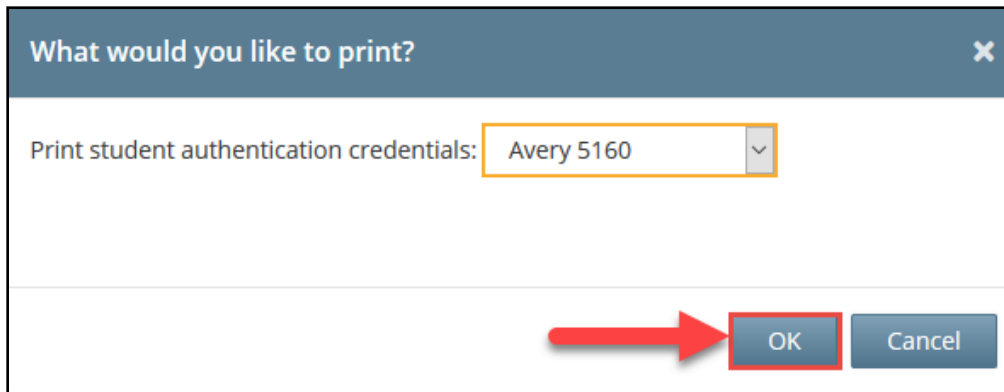 What would you like to print?
Print student authentication credentials: Avery 5160
OK Cancel